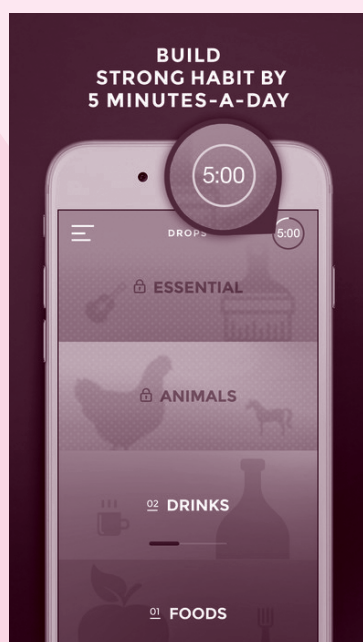 BUILD
STRONG HABIT BY
5 MINUTES-A-DAY
5:00
DROPS
5:00
ESSENTIAL
ANIMALS
02 DRINKS
01 FOODS